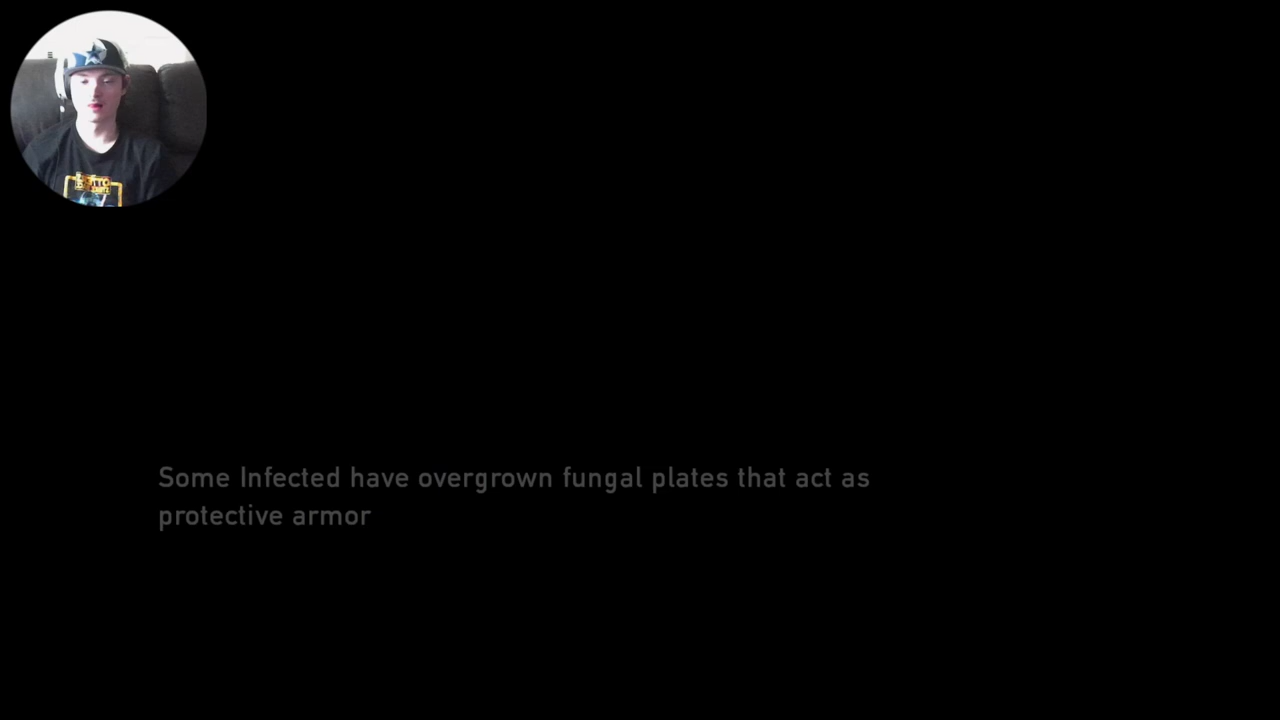 Some Infected have overgrown fungal plates that act as
protective armor